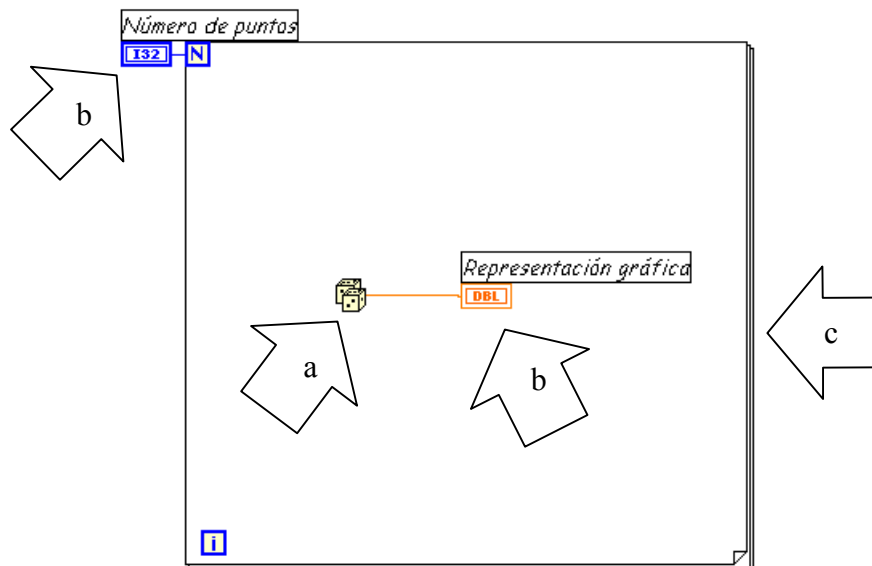 Número de puntos
I32
N
b
Representación gráfica
DBL
a
b
c
i